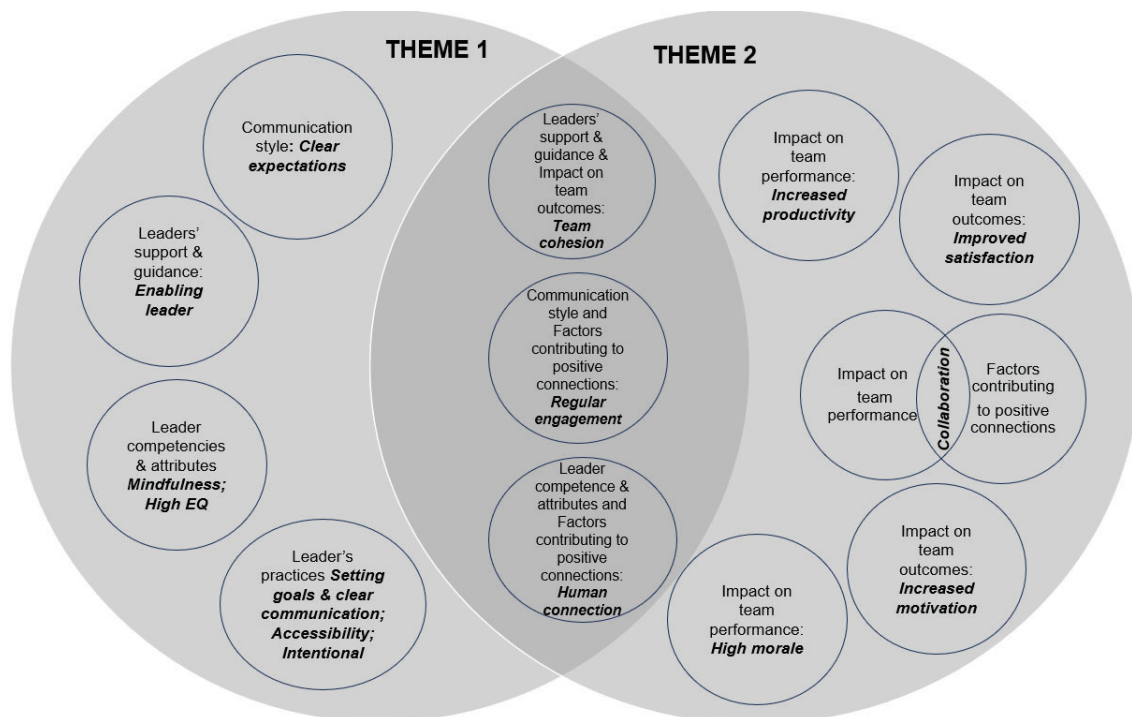 THEME 1
THEME 2
Communication
style: Clear
expectations
Leaders'
support &
guidance:
Enabling
leader
Leader
competencies
& attributes
Mindfulness;
High EQ
Leader's
practices Setting
goals & clear
communication;
Accessibility;
Intentional
Leaders'
support &
guidance &
Impact on
team
outcomes:
Team
cohesion
Communication
style and
Factors
contributing to
positive
connections:
Regular
engagement
Leader
competence &
attributes and
Factors
contributing to
positive
connections:
Human
connection
Impact on
team
performance:
Increased
productivity
Impact on
team
outcomes:
Improved
satisfaction
Impact on
team
performance
Collaboration
Factors
contributing
to positive
connections
Impact on
team
outcomes:
Increased
motivation
Impact on
team
performance:
High morale